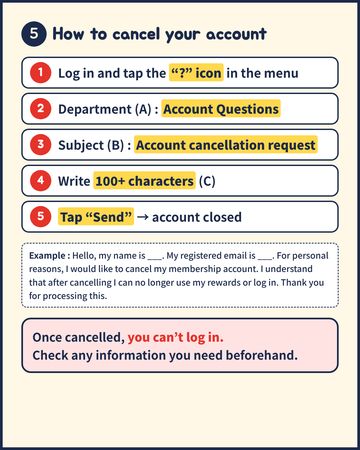 5 How to cancel your account
1 Log in and tap the “?” icon in the menu
2 Department (A) : Account Questions
3 Subject (B) : Account cancellation request
4 Write 100+ characters (C)
5 Tap “Send” → account closed
Example : Hello, my name is ___. My registered email is ___. For personal
reasons, I would like to cancel my membership account. I understand
that after cancelling I can no longer use my rewards or log in. Thank you
for processing this.
Once cancelled, you can’t log in.
Check any information you need beforehand.